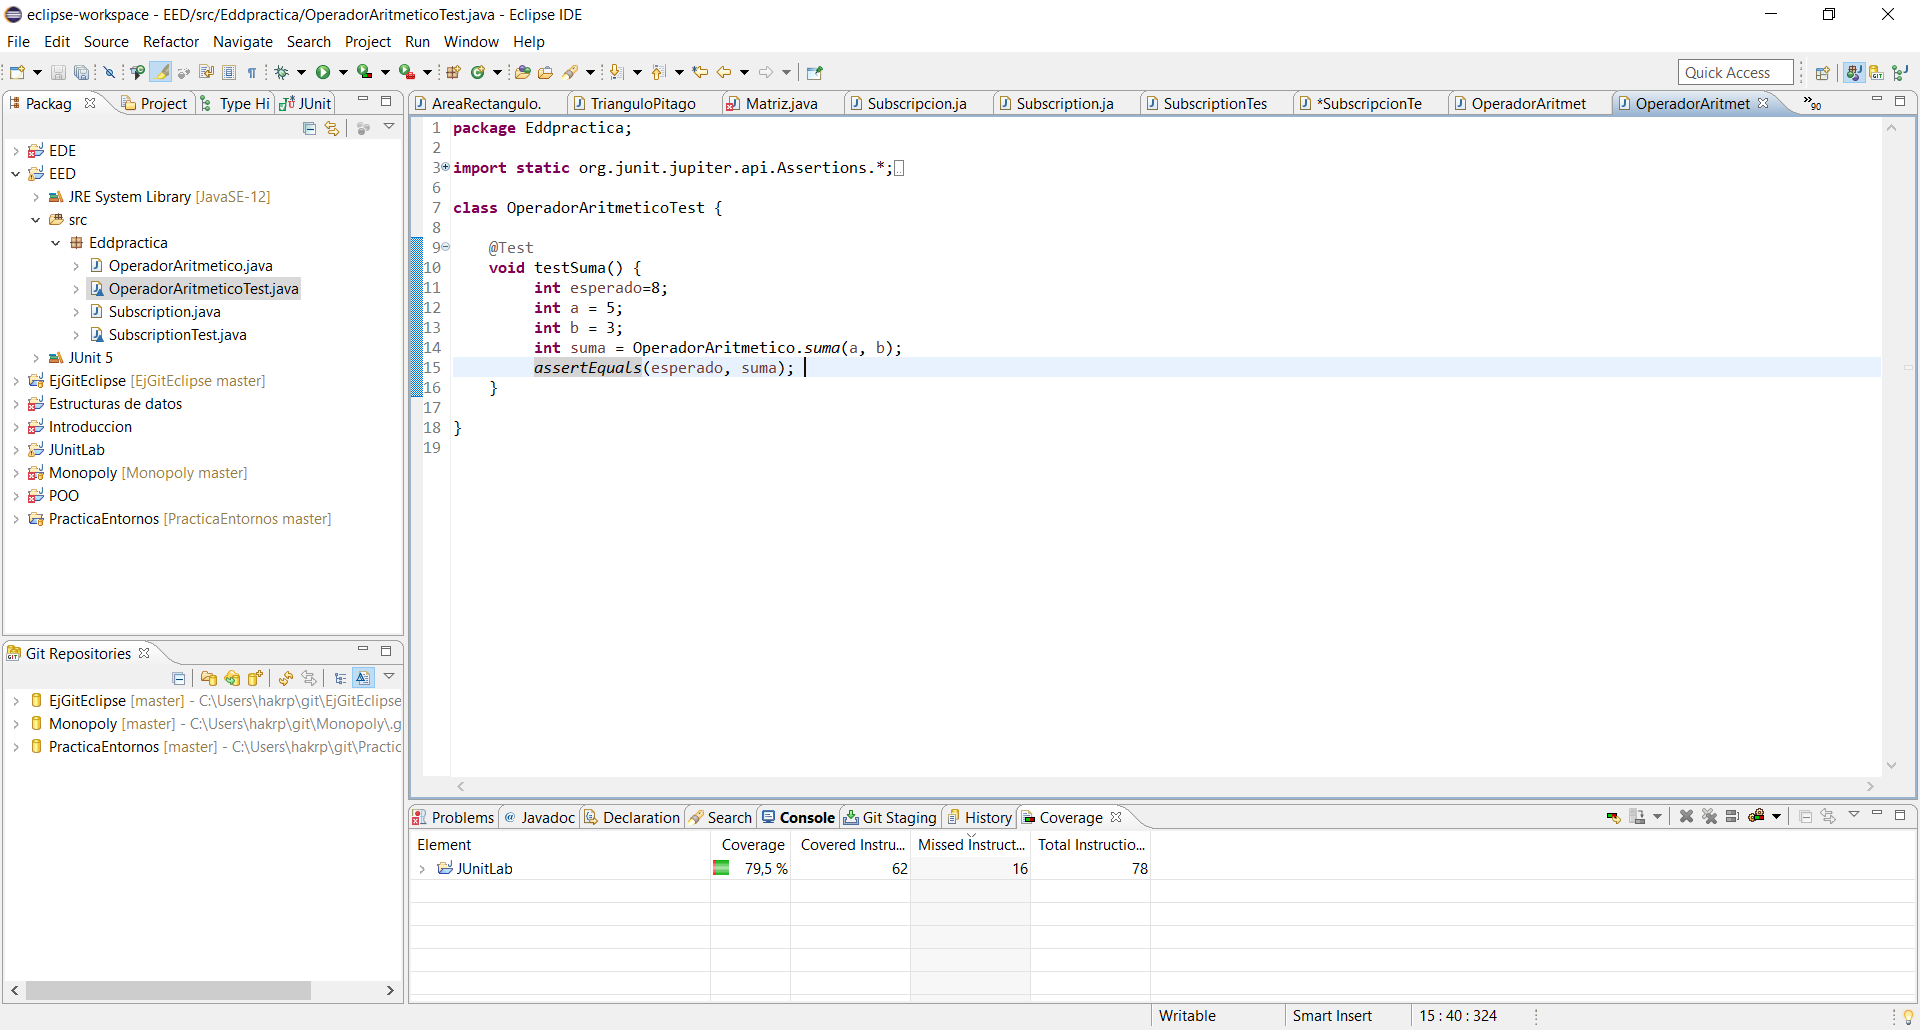 eclipse-workspace - EED/src/Eddpractica/OperadorAritmeticoTest.java - Eclipse IDE
File Edit Source Refactor Navigate Search Project Run Window Help
Quick Access
Packag Project Type Hi JUnit
EDE
EED
JRE System Library [JavaSE-12]
src
Eddpractica
OperadorAritmetico.java
OperadorAritmeticoTest.java
Subscription.java
SubscriptionTest.java
JUnit 5
EjGitEclipse [EjGitEclipse master]
Estructuras de datos
Introduccion
JUnitLab
Monopoly [Monopoly master]
POO
PracticaEntornos [PracticaEntornos master]
Git Repositories
EjGitEclipse [master] - C:\Users\hakrp\git\EjGitEclipse
Monopoly [master] - C:\Users\hakrp\git\Monopoly\.g
PracticaEntornos [master] - C:\Users\hakrp\git\Practic
AreaRectangulo. TrianguloPitago Matriz.java Subscripcion.ja Subscription.ja SubscriptionTes *SubscripcionTe OperadorAritmet OperadorAritmet »90
1 package Eddpractica;
2
3 import static org.junit.jupiter.api.Assertions.*;
6
7 class OperadorAritmeticoTest {
8
9 @Test
10 void testSuma() {
11 int esperado=8;
12 int a = 5;
13 int b = 3;
14 int suma = OperadorAritmetico.suma(a, b);
15 assertEquals(esperado, suma);
16 }
17
18 }
19
Problems @ Javadoc Declaration Search Console Git Staging History Coverage
Element Coverage Covered Instru... Missed Instruct... Total Instructio...
JUnitLab 79,5 % 62 16 78
Writable Smart Insert 15 : 40 : 324